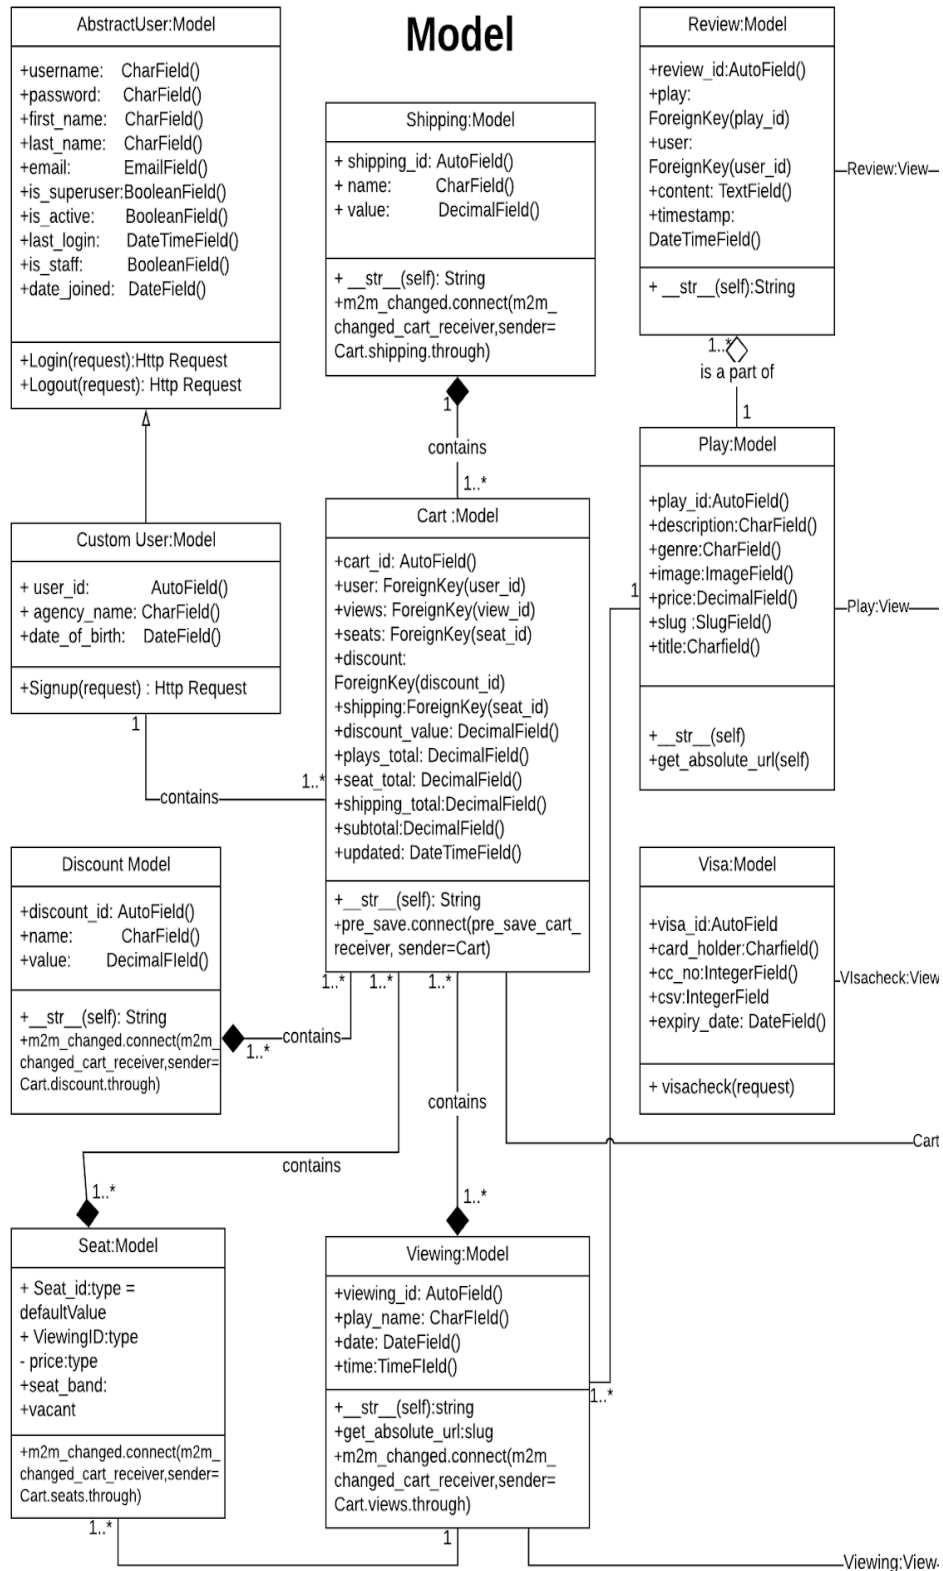 Model
AbstractUser:Model
+username: CharField()
+password: CharField()
+first_name: CharField()
+last_name: CharField()
+email: EmailField()
+is_superuser:BooleanField()
+is_active: BooleanField()
+last_login: DateTimeField()
+is_staff: BooleanField()
+date_joined: DateField()
+Login(request):Http Request
+Logout(request): Http Request
Shipping:Model
+ shipping_id: AutoField()
+ name: CharField()
+ value: DecimalField()
+ __str__(self): String
+m2m_changed.connect(m2m_
changed_cart_receiver,sender=
Cart.shipping.through)
Review:Model
+review_id:AutoField()
+play:
ForeignKey(play_id)
+user:
ForeignKey(user_id)
+content: TextField()
+timestamp:
DateTimeField()
+ __str__(self):String
Review:View
1..*
is a part of
1
1
contains
1..*
Custom User:Model
+ user_id: AutoField()
+ agency_name: CharField()
+date_of_birth: DateField()
+Signup(request) : Http Request
1
contains
1..*
Cart :Model
+cart_id: AutoField()
+user: ForeignKey(user_id)
+views: ForeignKey(view_id)
+seats: ForeignKey(seat_id)
+discount:
ForeignKey(discount_id)
+shipping:ForeignKey(seat_id)
+discount_value: DecimalField()
+plays_total: DecimalField()
+seat_total: DecimalField()
+shipping_total:DecimalField()
+subtotal:DecimalField()
+updated: DateTimeField()
+__str__(self): String
+pre_save.connect(pre_save_cart_
receiver, sender=Cart)
Play:Model
+play_id:AutoField()
+description:CharField()
+genre:CharField()
+image:ImageField()
+price:DecimalField()
+slug :SlugField()
+title:Charfield()
+__str__(self)
+get_absolute_url(self)
1
Play:View
Discount Model
+discount_id: AutoField()
+name: CharField()
+value: DecimalFIeld()
+__str__(self): String
+m2m_changed.connect(m2m_
changed_cart_receiver,sender=
Cart.discount.through)
1..*
contains
1..*
1..*
1..*
Visa:Model
+visa_id:AutoField
+card_holder:Charfield()
+cc_no:IntegerField()
+csv:IntegerField
+expiry_date: DateField()
+ visacheck(request)
VIsacheck:View
contains
Cart
contains
1..*
1..*
Seat:Model
+ Seat_id:type =
defaultValue
+ ViewingID:type
- price:type
+seat_band:
+vacant
+m2m_changed.connect(m2m_
changed_cart_receiver,sender=
Cart.seats.through)
1..*
Viewing:Model
+viewing_id: AutoField()
+play_name: CharFIeld()
+date: DateField()
+time:TimeFIeld()
+__str__(self):string
+get_absolute_url:slug
+m2m_changed.connect(m2m_
changed_cart_receiver,sender=
Cart.views.through)
1..*
1
Viewing:View